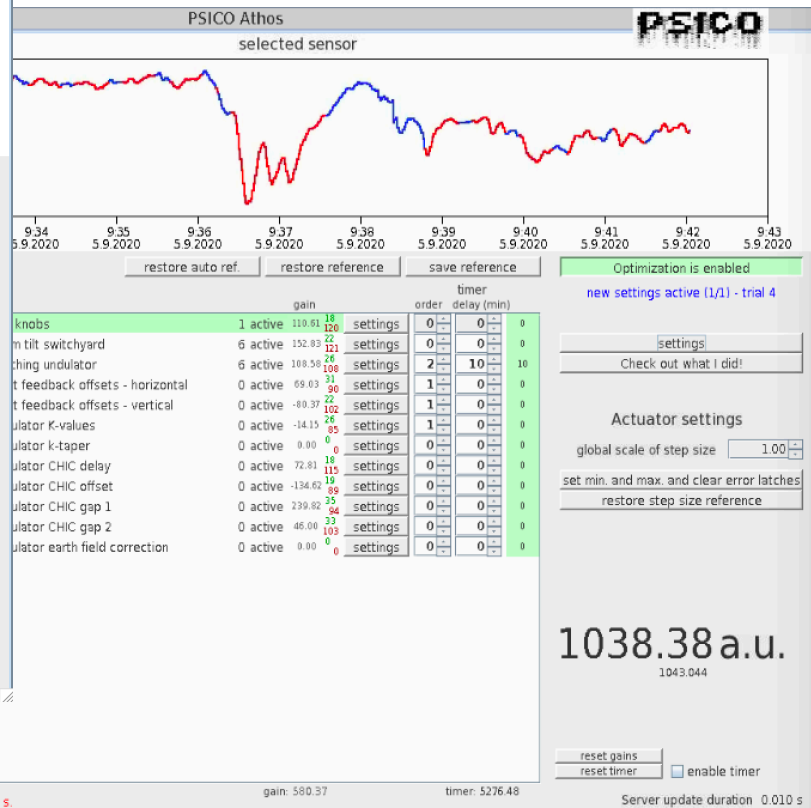 PSICO Athos
PSICO
selected sensor
9:34 9:35 9:36 9:37 9:38 9:39 9:40 9:41 9:42 9:43
5.9.2020 5.9.2020 5.9.2020 5.9.2020 5.9.2020 5.9.2020 5.9.2020 5.9.2020 5.9.2020 5.9.2020
restore auto ref. restore reference save reference
Optimization is enabled
new settings active (1/1) - trial 4
timer
gain order delay (min)
knobs 1 active 110.61 18 120 settings 0 0 0
m tilt switchyard 6 active 152.83 22 121 settings 0 0 0
hing undulator 6 active 108.58 26 108 settings 2 10 10
t feedback offsets - horizontal 0 active 69.03 31 90 settings 1 0 0
t feedback offsets - vertical 0 active -80.37 22 102 settings 1 0 0
ulator K-values 0 active -14.15 26 85 settings 1 0 0
ulator k-taper 0 active 0.00 0 0 settings 0 0 0
ulator CHIC delay 0 active 72.81 18 115 settings 0 0 0
ulator CHIC offset 0 active -134.62 19 89 settings 0 0 0
ulator CHIC gap 1 0 active 239.82 35 94 settings 0 0 0
ulator CHIC gap 2 0 active 46.00 33 103 settings 0 0 0
ulator earth field correction 0 active 0.00 0 0 settings 0 0 0
settings
Check out what I did!
Actuator settings
global scale of step size 1.00
set min. and max. and clear error latches
restore step size reference
1038.38 a.u.
1043.044
reset gains
reset timer enable timer
gain: 580.37 timer: 5276.48
s.
Server update duration 0.010 s